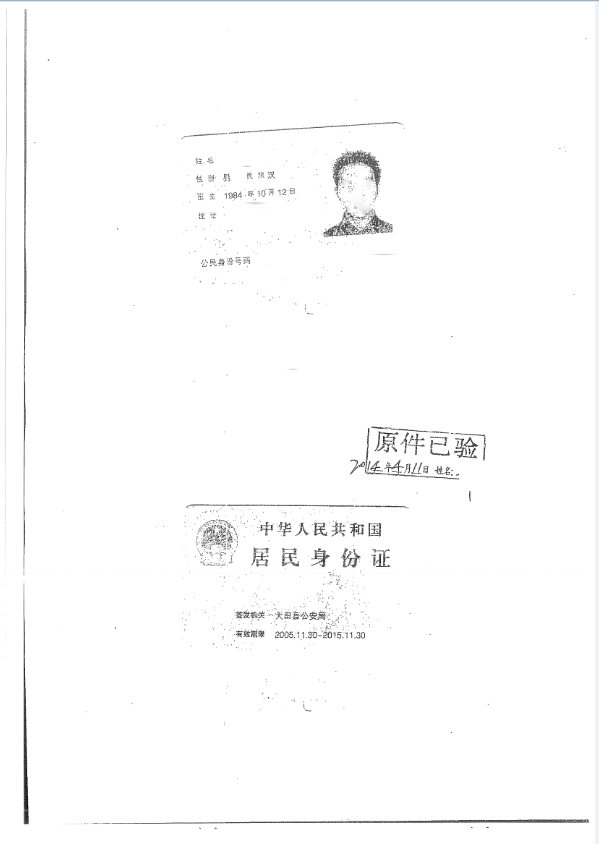 姓 名
性 别 男 民 族 汉
出 生 1984 年 10 月 12 日
住 址
公民身份号码
原件已验
2014年4月11日 姓名:
中华人民共和国
居民身份证
签发机关 大田县公安局
有效期限 2005.11.30-2015.11.30